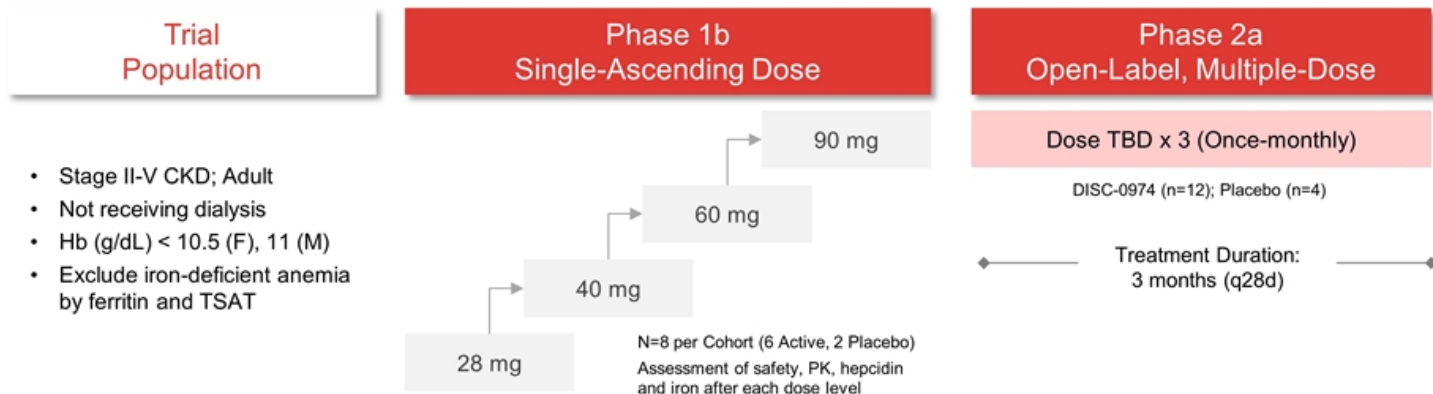 Trial
Population
• Stage II-V CKD; Adult
• Not receiving dialysis
• Hb (g/dL) < 10.5 (F), 11 (M)
• Exclude iron-deficient anemia
by ferritin and TSAT
Phase 1b
Single-Ascending Dose
90 mg
60 mg
40 mg
28 mg
N=8 per Cohort (6 Active, 2 Placebo)
Assessment of safety, PK, hepcidin
and iron after each dose level
Phase 2a
Open-Label, Multiple-Dose
Dose TBD x 3 (Once-monthly)
DISC-0974 (n=12); Placebo (n=4)
Treatment Duration:
3 months (q28d)